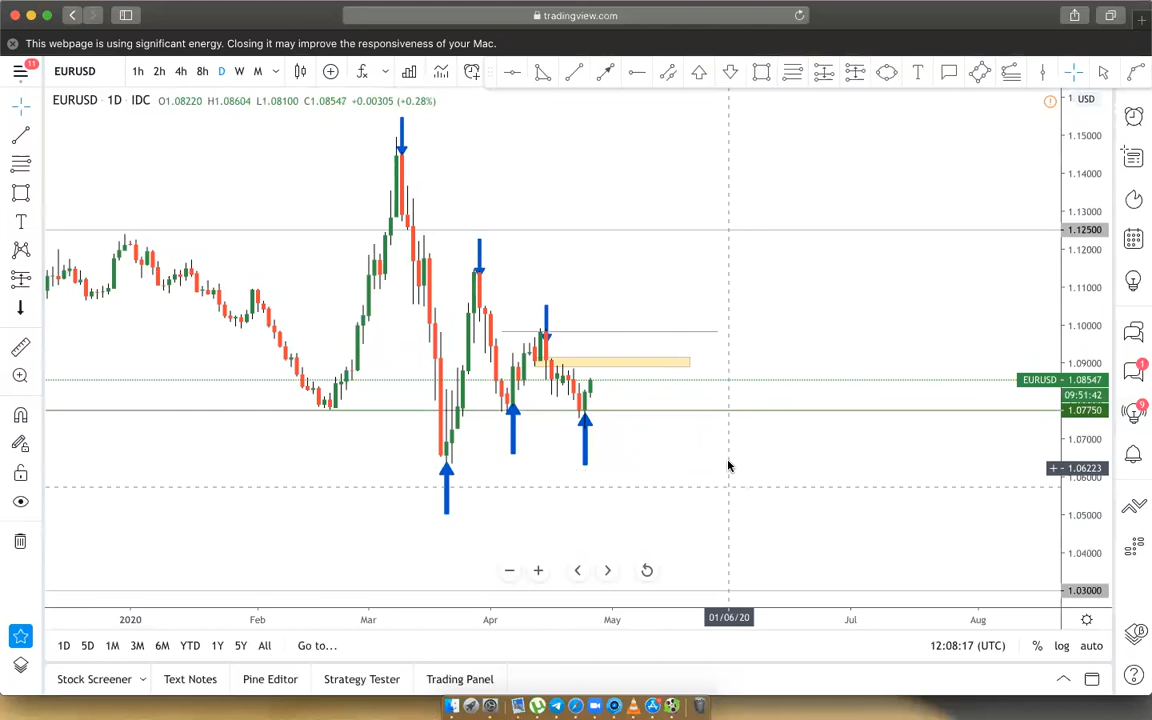 tradingview.com
This webpage is using significant energy. Closing it may improve the responsiveness of your Mac.
11
EURUSD 1h 2h 4h 8h D W M
EURUSD · 1D · IDC O1.08220 H1.08604 L1.08100 C1.08547 +0.00305 (+0.28%)
USD
1.15000
1.14000
1.13000
1.12500
1.12000
1.11000
1.10000
1.09000
EURUSD 1.08547
09:51:42
1.07750
1.07000
1.06223
1.06000
1.05000
1.04000
1.03000
1
9
2020 Feb Mar Apr May 01/06/20 Jul Aug
1D 5D 1M 3M 6M YTD 1Y 5Y All Go to... 12:08:17 (UTC) % log auto
Stock Screener Text Notes Pine Editor Strategy Tester Trading Panel